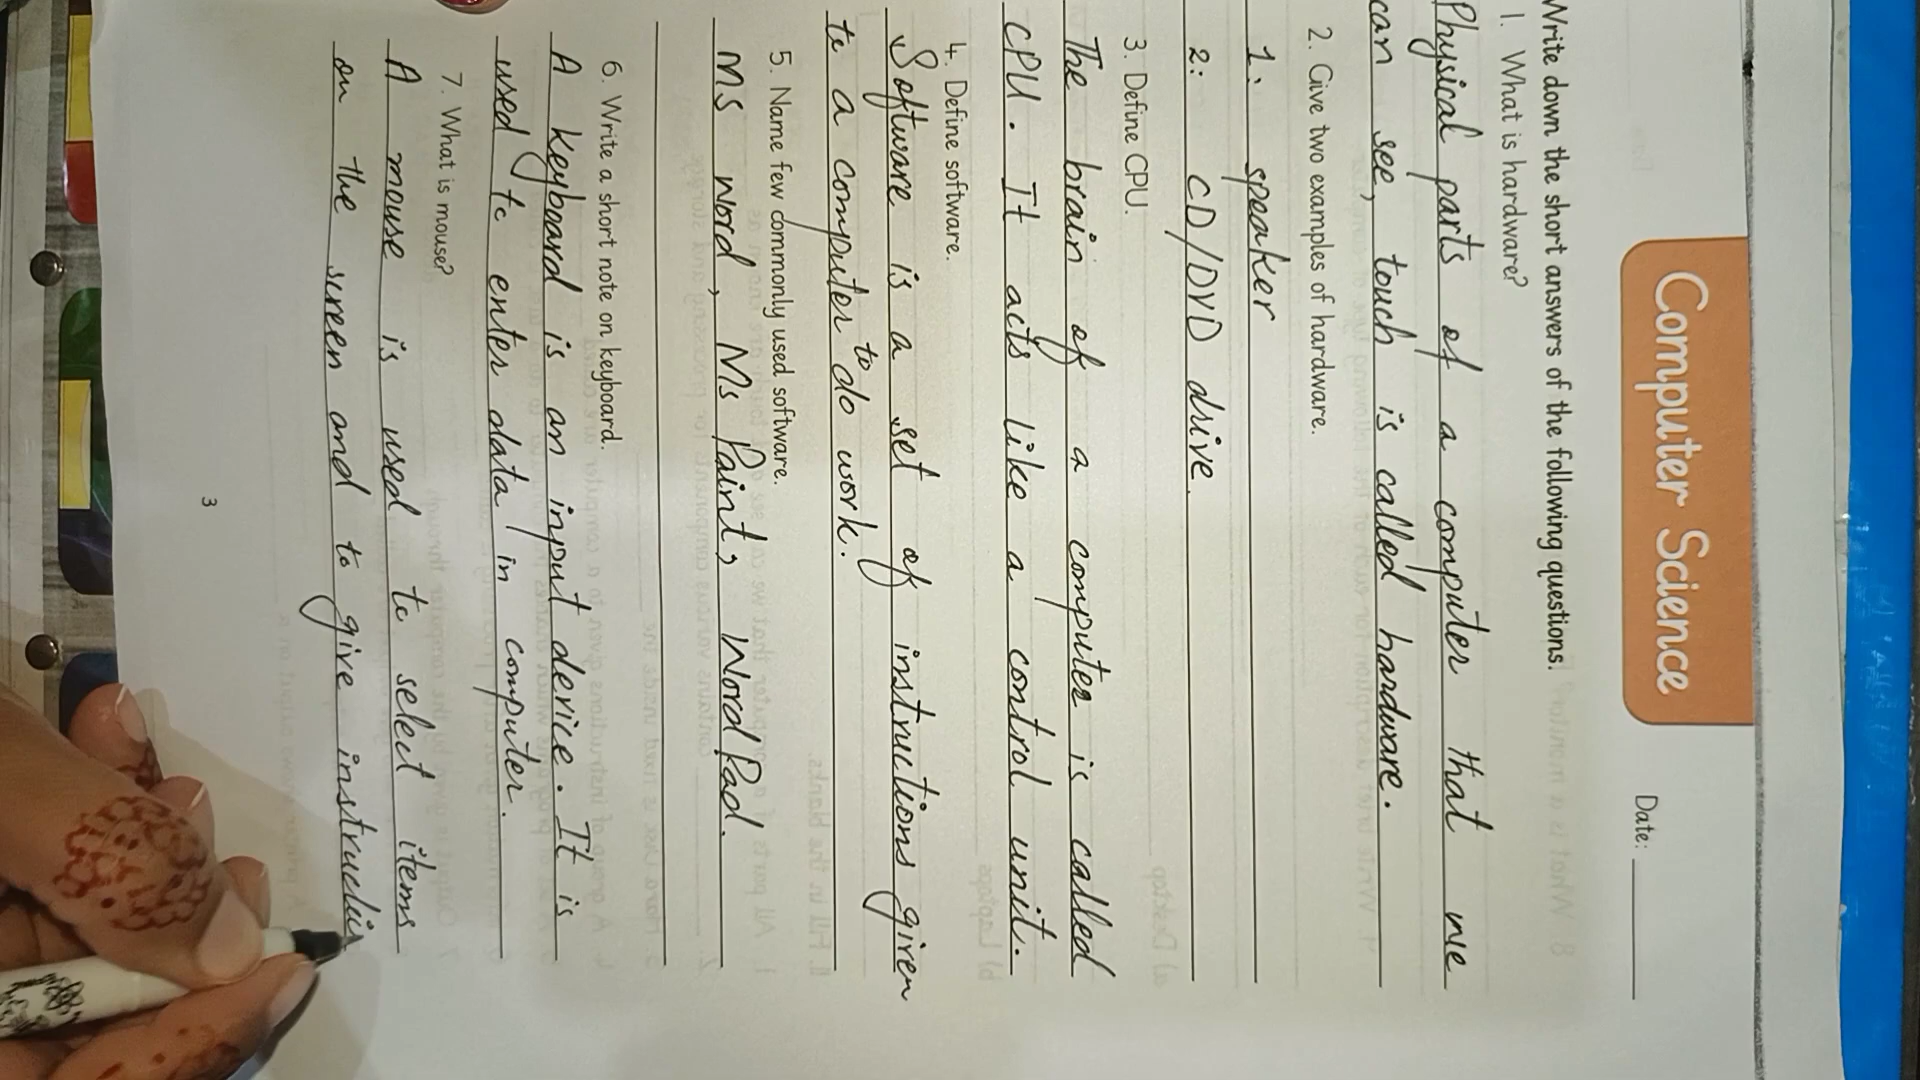 Computer Science
Date:
Write down the short answers of the following questions.
1. What is hardware?
Physical parts of a computer that we
can see, touch is called hardware.
2. Give two examples of hardware.
1: speaker
2: CD/DVD drive.
3. Define CPU.
The brain of a computer is called
CPU. It acts like a control unit.
4. Define software.
Software is a set of instructions given
to a computer to do work.
5. Name few commonly used software.
MS Word, Ms Paint, WordPad.
6. Write a short note on keyboard.
A keyboard is an input device. It is
used to enter data in computer.
7. What is mouse?
A mouse is used to select items
on the screen and to give instructi
3